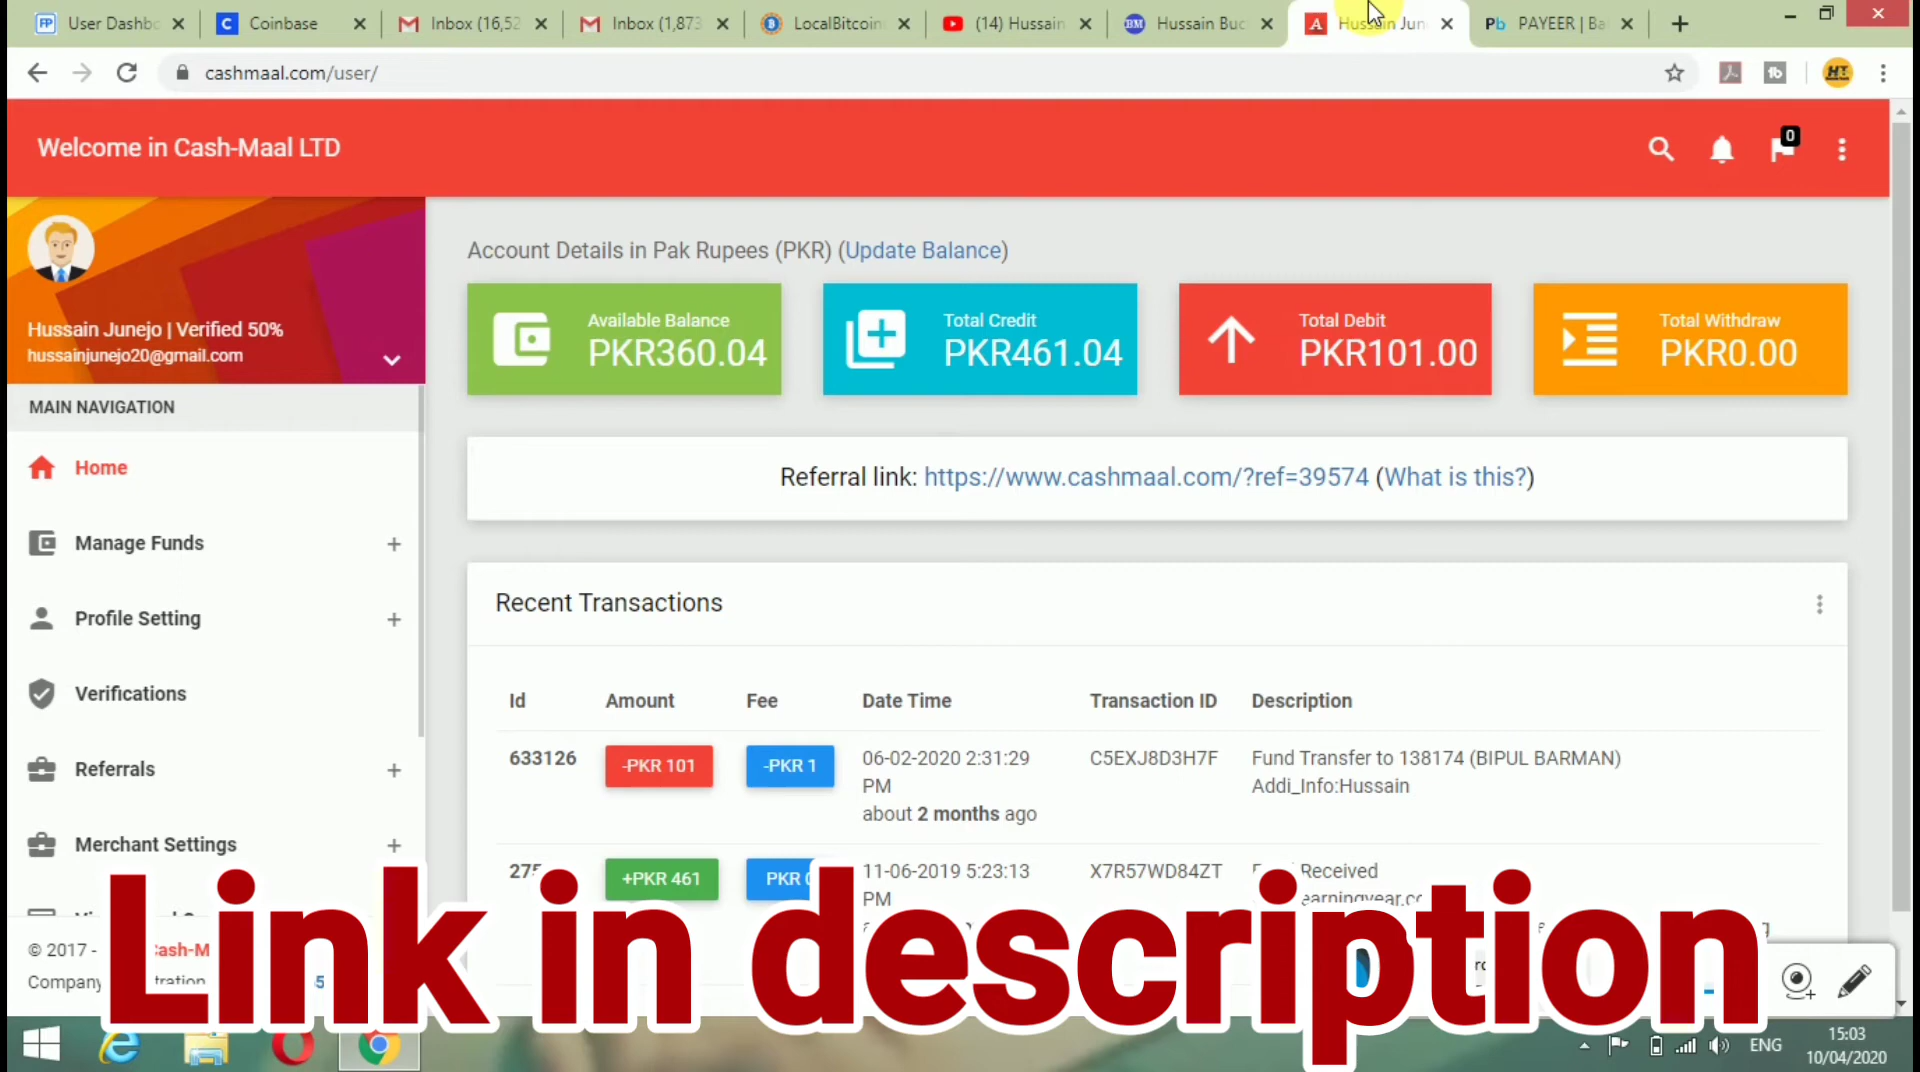 User Dashbo
Coinbase
Inbox (16,52
Inbox (1,873
LocalBitcoin
(14) Hussain
Hussain Buc
Hussain Jun
PAYEER | Ba
cashmaal.com/user/
Welcome in Cash-Maal LTD
0
Hussain Junejo | Verified 50%
hussainjunejo20@gmail.com
MAIN NAVIGATION
Home
Manage Funds
Profile Setting
Verifications
Referrals
Merchant Settings
© 2017 -
Company
Account Details in Pak Rupees (PKR) (Update Balance)
Available Balance
PKR360.04
Total Credit
PKR461.04
Total Debit
PKR101.00
Total Withdraw
PKR0.00
Referral link: https://www.cashmaal.com/?ref=39574 (What is this?)
Recent Transactions
Id Amount Fee Date Time Transaction ID Description
633126 -PKR 101 -PKR 1 06-02-2020 2:31:29 C5EXJ8D3H7F Fund Transfer to 138174 (BIPUL BARMAN)
PM Addi_Info:Hussain
about 2 months ago
+PKR 461 PKR 11-06-2019 5:23:13 X7R57WD84ZT Received
PM
Link in description
ENG
15:03
10/04/2020